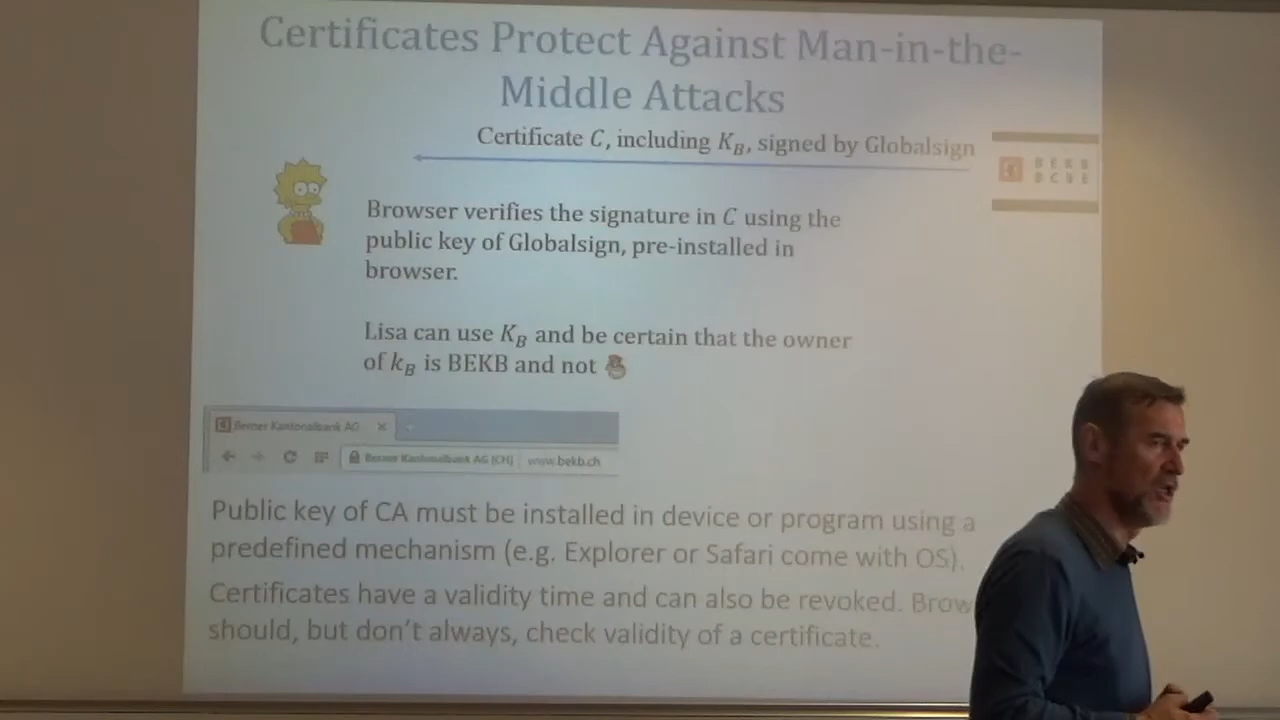 Certificates Protect Against Man-in-the-
Middle Attacks
Certificate C, including K_B, signed by Globalsign
BEKB
BCBE
Browser verifies the signature in C using the
public key of Globalsign, pre-installed in
browser.
Lisa can use K_B and be certain that the owner
of k_B is BEKB and not
Berner Kantonalbank AG
Berner Kantonalbank AG [CH] www.bekb.ch
Public key of CA must be installed in device or program using a
predefined mechanism (e.g. Explorer or Safari come with OS).
Certificates have a validity time and can also be revoked. Brow
should, but don't always, check validity of a certificate.